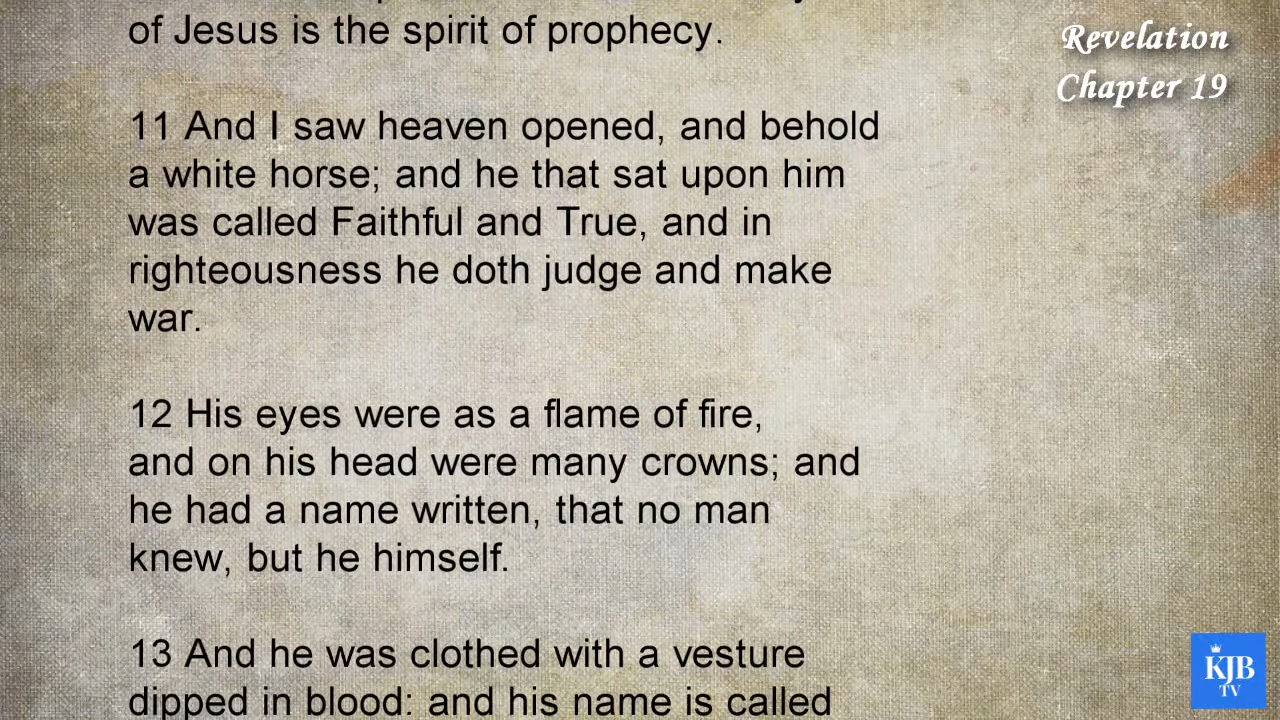 of Jesus is the spirit of prophecy.
Revelation
Chapter 19
11 And I saw heaven opened, and behold
a white horse; and he that sat upon him
was called Faithful and True, and in
righteousness he doth judge and make
war.
12 His eyes were as a flame of fire,
and on his head were many crowns; and
he had a name written, that no man
knew, but he himself.
13 And he was clothed with a vesture
dipped in blood: and his name is called
KJB
TV